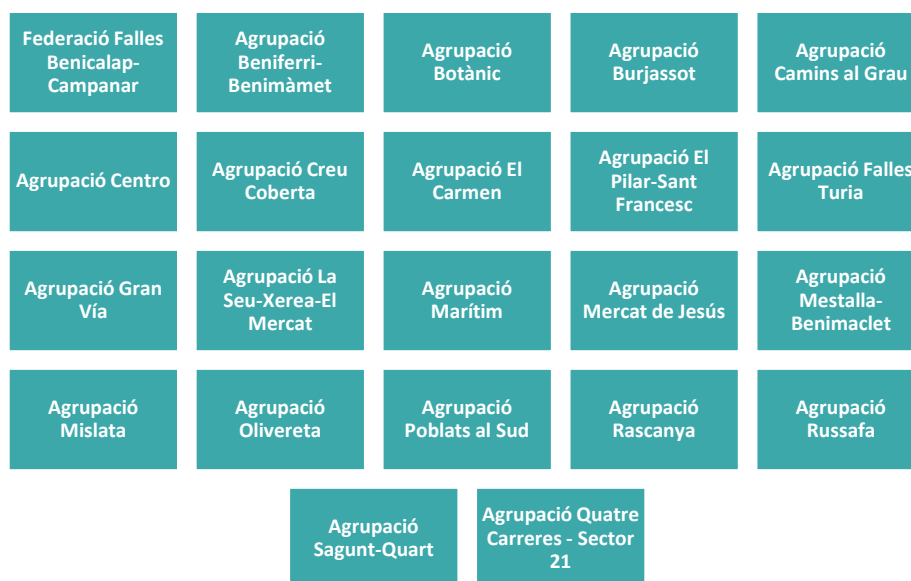 Federació Falles
Benicalap-
Campanar
Agrupació
Beniferri-
Benimàmet
Agrupació
Botànic
Agrupació
Burjassot
Agrupació
Camins al Grau
Agrupació Centro
Agrupació Creu
Coberta
Agrupació El
Carmen
Agrupació El
Pilar-Sant
Francesc
Agrupació Falles
Turia
Agrupació Gran
Vía
Agrupació La
Seu-Xerea-El
Mercat
Agrupació
Marítim
Agrupació
Mercat de Jesús
Agrupació
Mestalla-
Benimaclet
Agrupació
Mislata
Agrupació
Olivereta
Agrupació
Poblats al Sud
Agrupació
Rascanya
Agrupació
Russafa
Agrupació
Sagunt-Quart
Agrupació Quatre
Carreres - Sector
21